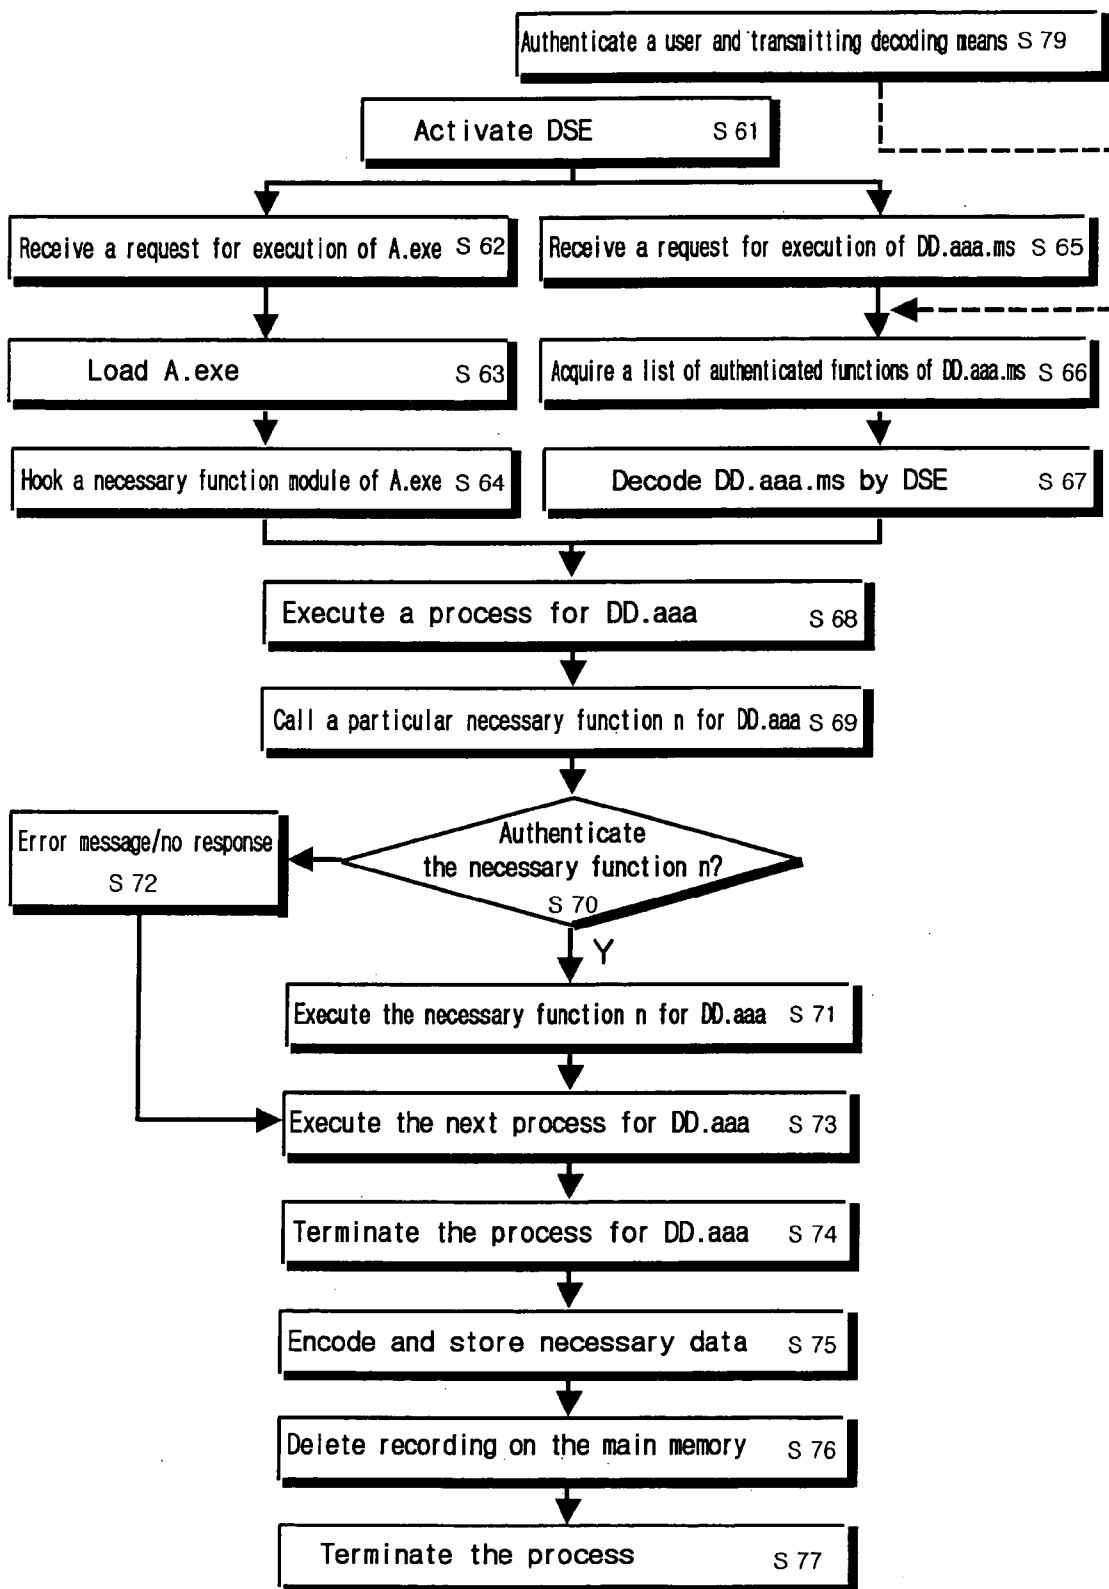 Authenticate a user and transmitting decoding means S 79
Activate DSE S 61
Receive a request for execution of A.exe S 62
Receive a request for execution of DD.aaa.ms S 65
Load A.exe S 63
Acquire a list of authenticated functions of DD.aaa.ms S 66
Hook a necessary function module of A.exe S 64
Decode DD.aaa.ms by DSE S 67
Execute a process for DD.aaa S 68
Call a particular necessary function n for DD.aaa S 69
Error message/no response
S 72
Authenticate
the necessary function n?
S 70
Y
Execute the necessary function n for DD.aaa S 71
Execute the next process for DD.aaa S 73
Terminate the process for DD.aaa S 74
Encode and store necessary data S 75
Delete recording on the main memory S 76
Terminate the process S 77